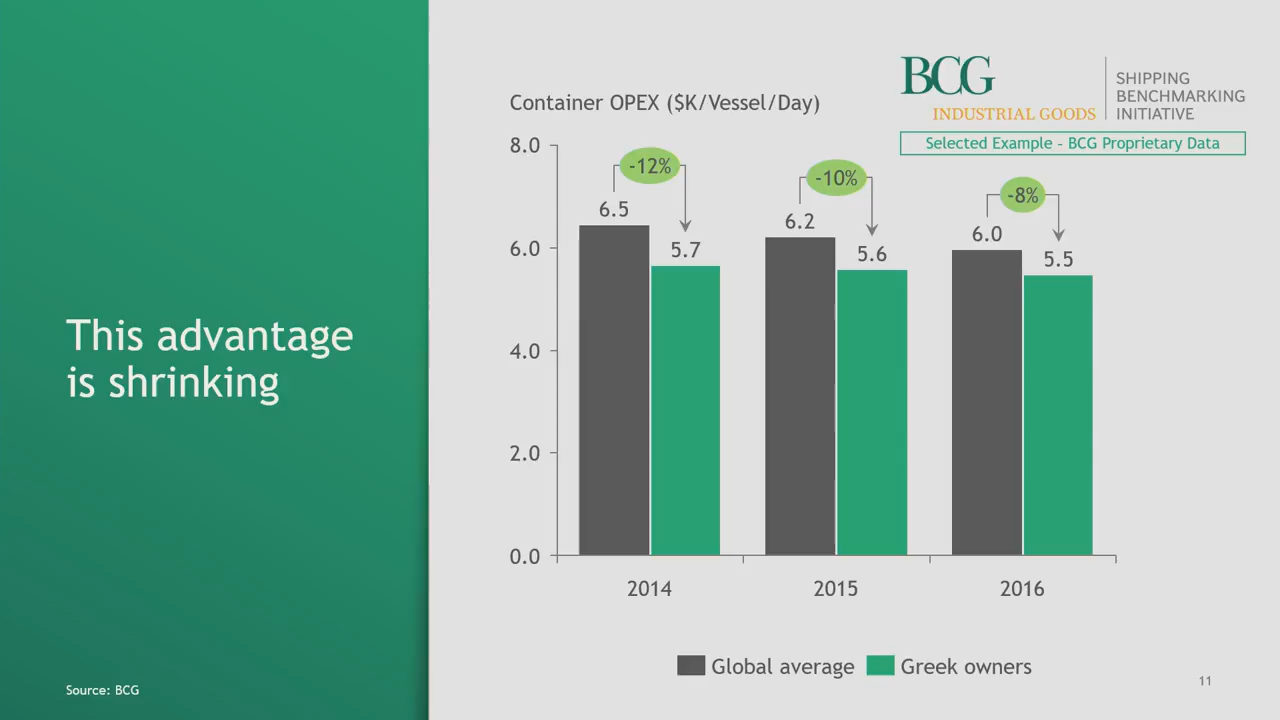 This advantage
is shrinking
Source: BCG
BCG
INDUSTRIAL GOODS
SHIPPING
BENCHMARKING
INITIATIVE
Selected Example - BCG Proprietary Data
Container OPEX ($K/Vessel/Day)
8.0
6.0
4.0
2.0
0.0
-12%
6.5
5.7
-10%
6.2
5.6
-8%
6.0
5.5
2014
2015
2016
Global average
Greek owners
11